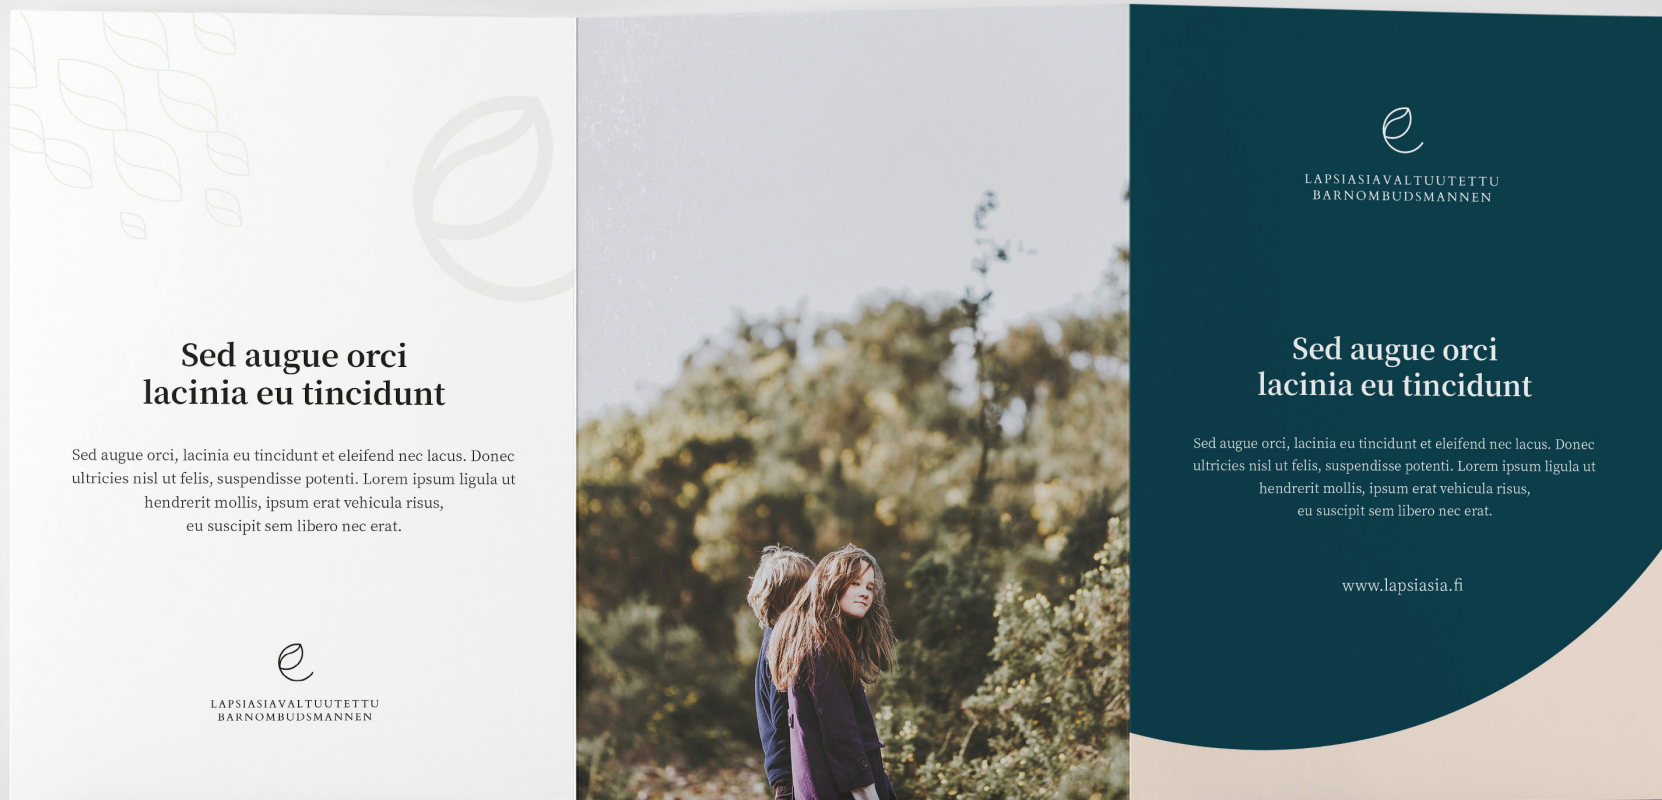 Sed augue orci
lacinia eu tincidunt
Sed augue orci, lacinia eu tincidunt et eleifend nec lacus. Donec
ultricies nisl ut felis, suspendisse potenti. Lorem ipsum ligula ut
hendrerit mollis, ipsum erat vehicula risus,
eu suscipit sem libero nec erat.
LAPSIASIAVALTUUTETTU
BARNOMBUDSMANNEN
LAPSIASIAVALTUUTETTU
BARNOMBUDSMANNEN
Sed augue orci
lacinia eu tincidunt
Sed augue orci, lacinia eu tincidunt et eleifend nec lacus. Donec
ultricies nisl ut felis, suspendisse potenti. Lorem ipsum ligula ut
hendrerit mollis, ipsum erat vehicula risus,
eu suscipit sem libero nec erat.
www.lapsiasia.fi